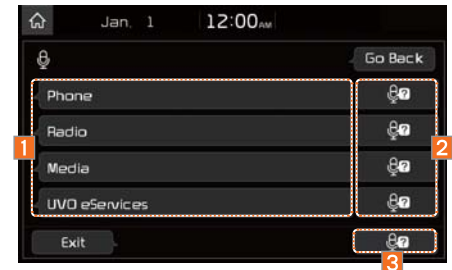 Jan. 1 12:00AM
Go Back
Phone
?
Radio
?
1
2
Media
?
UVO eServices
?
Exit
?
3